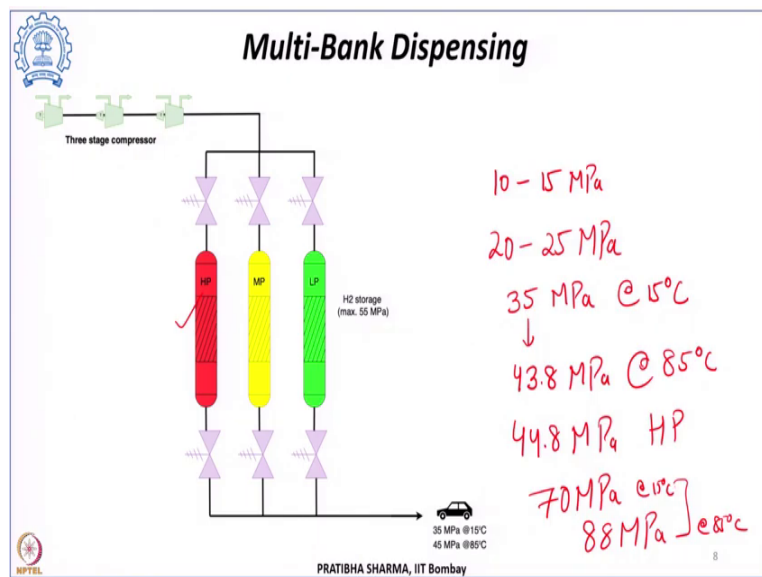 Multi-Bank Dispensing
Three stage compressor
HP
MP
LP
H2 storage
(max. 55 MPa)
10 - 15 MPa
20 - 25 MPa
35 MPa @ 15°C
↓
43.8 MPa @ 85°C
44.8 MPa HP
70 MPa @ 15°C
88 MPa @ 85°C
35 MPa @15°C
45 MPa @85°C
NPTEL
PRATIBHA SHARMA, IIT Bombay
8